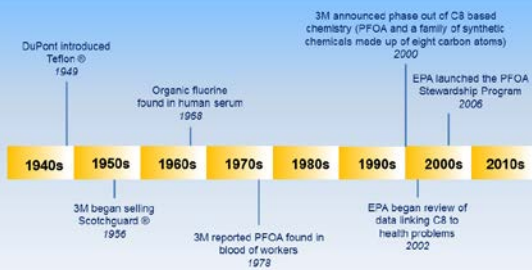 3M announced phase out of C8 based
chemistry (PFOA and a family of synthetic
chemicals made up of eight carbon atoms)
2000
DuPont introduced
Teflon ®
1949
Organic fluorine
found in human serum
1968
EPA launched the PFOA
Stewardship Program
2006
1940s 1950s 1960s 1970s 1980s 1990s 2000s 2010s
3M began selling
Scotchguard ®
1956
3M reported PFOA found in
blood of workers
1978
EPA began review of
data linking C8 to
health problems
2002